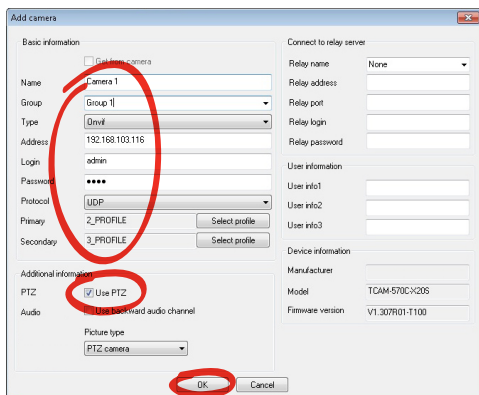 Add camera
Basic information
Get from camera
Name Camera 1
Group Group 1
Type Onvif
Address 192.168.103.116
Login admin
Password ••••
Protocol UDP
Primary 2_PROFILE Select profile
Secondary 3_PROFILE Select profile
Additional information
PTZ Use PTZ
Audio Use backward audio channel
Picture type
PTZ camera
Connect to relay server
Relay name None
Relay address
Relay port
Relay login
Relay password
User information
User info1
User info2
User info3
Device information
Manufacturer
Model TCAM-570C-X20S
Firmware version V1.307R01-T100
OK Cancel